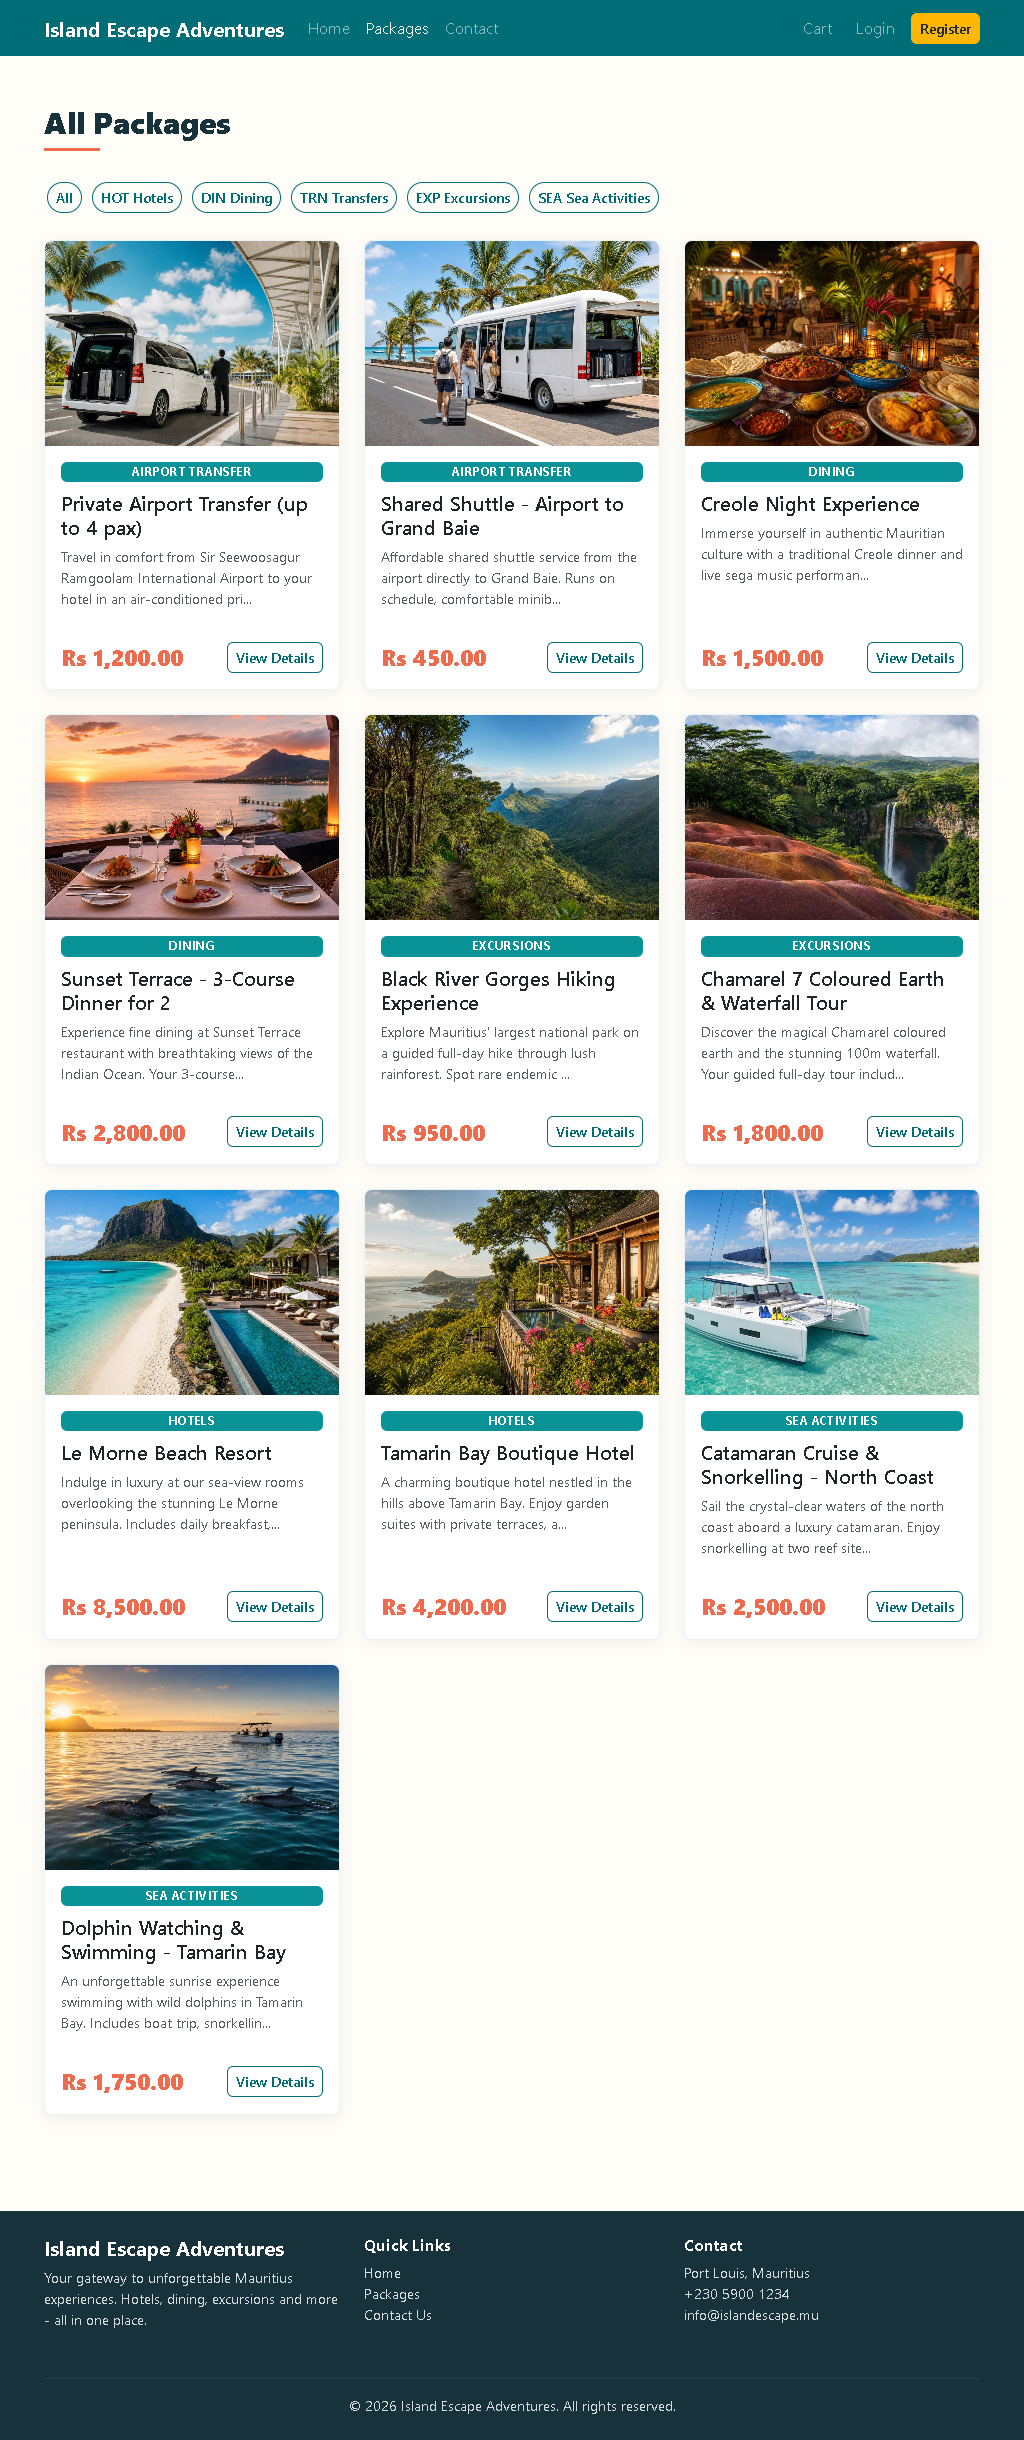 Island Escape Adventures Home Packages Contact Cart Login Register
All Packages
All HOT Hotels DIN Dining TRN Transfers EXP Excursions SEA Sea Activities
AIRPORT TRANSFER
Private Airport Transfer (up
to 4 pax)
Travel in comfort from Sir Seewoosagur
Ramgoolam International Airport to your
hotel in an air-conditioned pri...
Rs 1,200.00 View Details
AIRPORT TRANSFER
Shared Shuttle - Airport to
Grand Baie
Affordable shared shuttle service from the
airport directly to Grand Baie. Runs on
schedule, comfortable minib...
Rs 450.00 View Details
DINING
Creole Night Experience
Immerse yourself in authentic Mauritian
culture with a traditional Creole dinner and
live sega music performan...
Rs 1,500.00 View Details
DINING
Sunset Terrace - 3-Course
Dinner for 2
Experience fine dining at Sunset Terrace
restaurant with breathtaking views of the
Indian Ocean. Your 3-course...
Rs 2,800.00 View Details
EXCURSIONS
Black River Gorges Hiking
Experience
Explore Mauritius' largest national park on
a guided full-day hike through lush
rainforest. Spot rare endemic ...
Rs 950.00 View Details
EXCURSIONS
Chamarel 7 Coloured Earth
& Waterfall Tour
Discover the magical Chamarel coloured
earth and the stunning 100m waterfall.
Your guided full-day tour includ...
Rs 1,800.00 View Details
HOTELS
Le Morne Beach Resort
Indulge in luxury at our sea-view rooms
overlooking the stunning Le Morne
peninsula. Includes daily breakfast,...
Rs 8,500.00 View Details
HOTELS
Tamarin Bay Boutique Hotel
A charming boutique hotel nestled in the
hills above Tamarin Bay. Enjoy garden
suites with private terraces, a...
Rs 4,200.00 View Details
SEA ACTIVITIES
Catamaran Cruise &
Snorkelling - North Coast
Sail the crystal-clear waters of the north
coast aboard a luxury catamaran. Enjoy
snorkelling at two reef site...
Rs 2,500.00 View Details
SEA ACTIVITIES
Dolphin Watching &
Swimming - Tamarin Bay
An unforgettable sunrise experience
swimming with wild dolphins in Tamarin
Bay. Includes boat trip, snorkellin...
Rs 1,750.00 View Details
Island Escape Adventures
Your gateway to unforgettable Mauritius
experiences. Hotels, dining, excursions and more
- all in one place.
Quick Links
Home
Packages
Contact Us
Contact
Port Louis, Mauritius
+230 5900 1234
info@islandescape.mu
© 2026 Island Escape Adventures. All rights reserved.